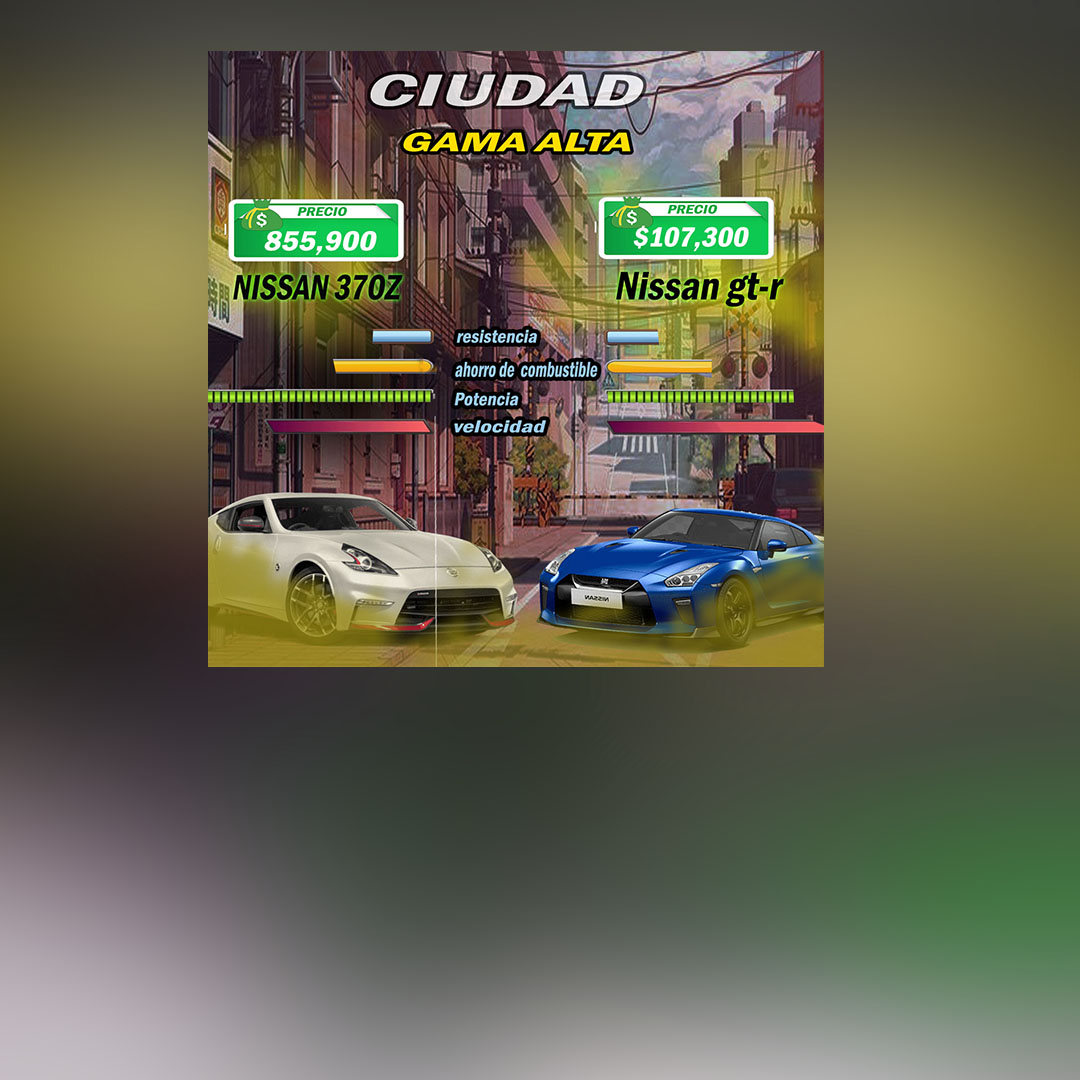 CIUDAD
GAMA ALTA
PRECIO
$
855,900
PRECIO
$
$107,300
NISSAN 370Z
Nissan gt-r
resistencia
ahorro de combustible
Potencia
velocidad
NISSAN